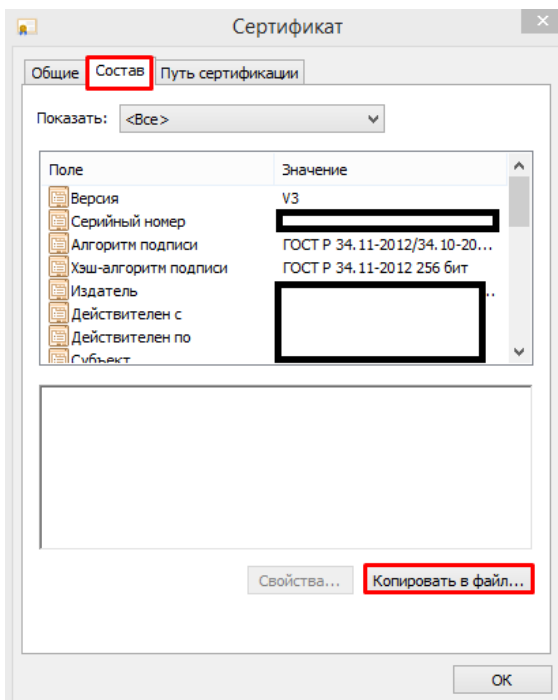 Сертификат
Общие Состав Путь сертификации
Показать: <Все>
Поле Значение
Версия V3
Серийный номер
Алгоритм подписи ГОСТ Р 34.11-2012/34.10-20...
Хэш-алгоритм подписи ГОСТ Р 34.11-2012 256 бит
Издатель
Действителен с
Действителен по
Субъект
Свойства... Копировать в файл...
ОК